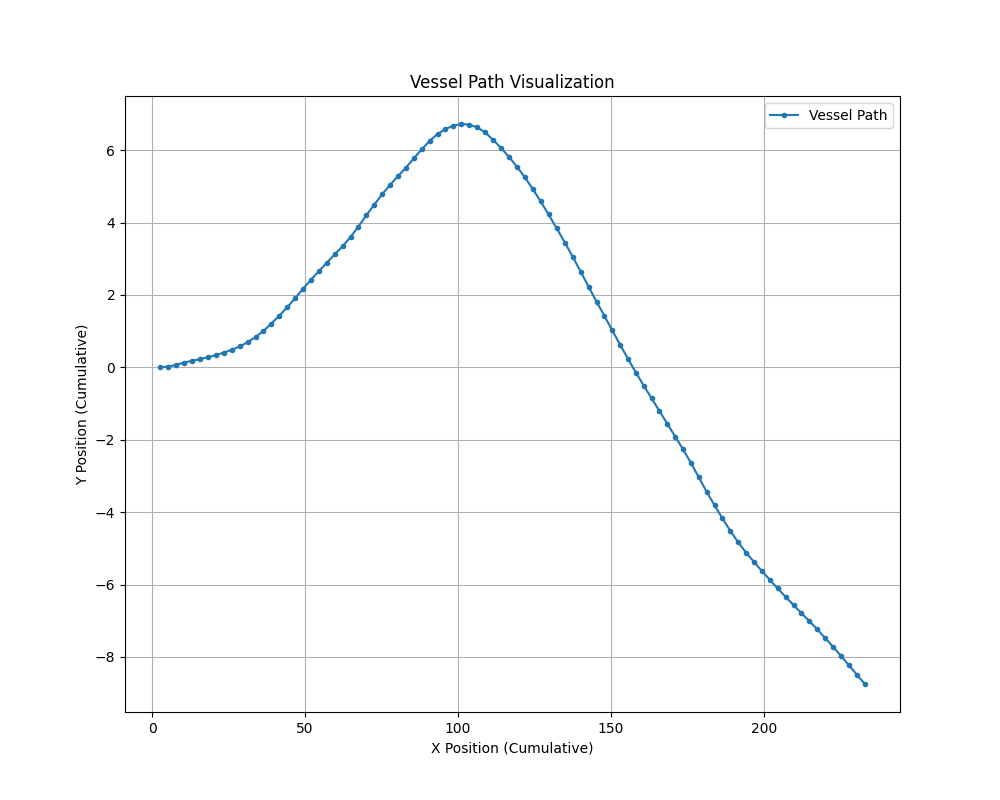 Vessel Path Visualization
Vessel Path
6
4
2
0
−2
−4
−6
−8
Y Position (Cumulative)
0 50 100 150 200
X Position (Cumulative)